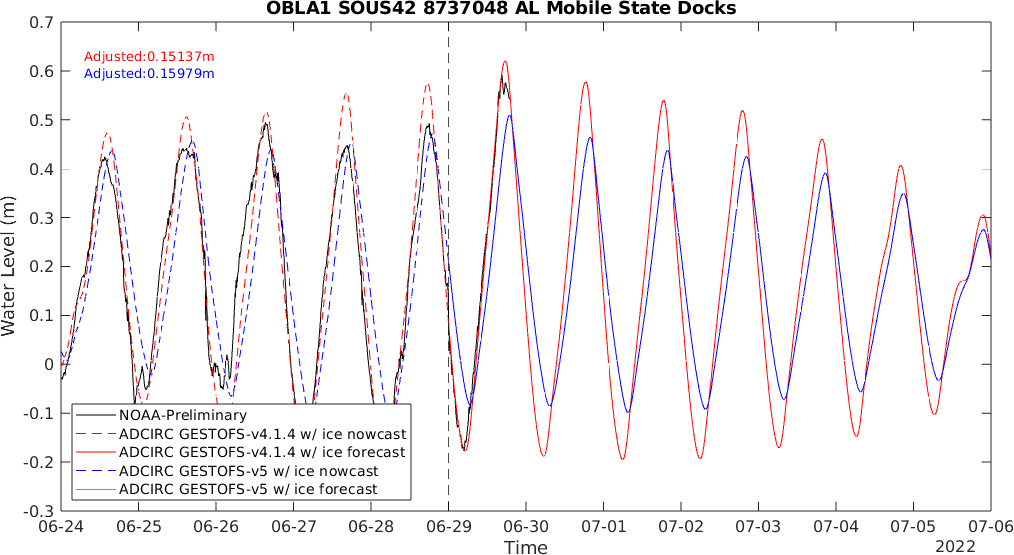 OBLA1 SOUS42 8737048 AL Mobile State Docks
0.7
0.6
0.5
0.4
0.3
0.2
0.1
0
-0.1
-0.2
-0.3
Water Level (m)
Adjusted:0.15137m
Adjusted:0.15979m
NOAA-Preliminary
ADCIRC GESTOFS-v4.1.4 w/ ice nowcast
ADCIRC GESTOFS-v4.1.4 w/ ice forecast
ADCIRC GESTOFS-v5 w/ ice nowcast
ADCIRC GESTOFS-v5 w/ ice forecast
06-24 06-25 06-26 06-27 06-28 06-29 06-30 07-01 07-02 07-03 07-04 07-05 07-06
Time
2022